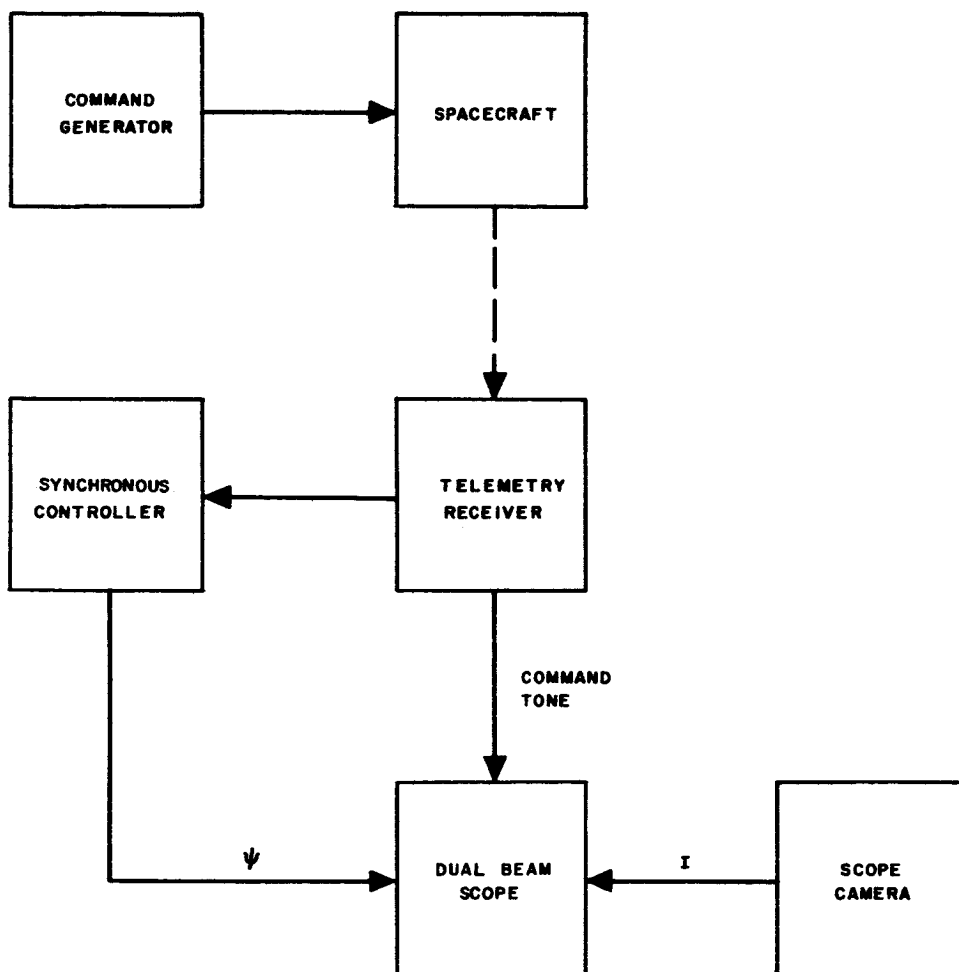 COMMAND
GENERATOR
SPACECRAFT
SYNCHRONOUS
CONTROLLER
TELEMETRY
RECEIVER
COMMAND
TONE
ψ
DUAL BEAM
SCOPE
I
SCOPE
CAMERA